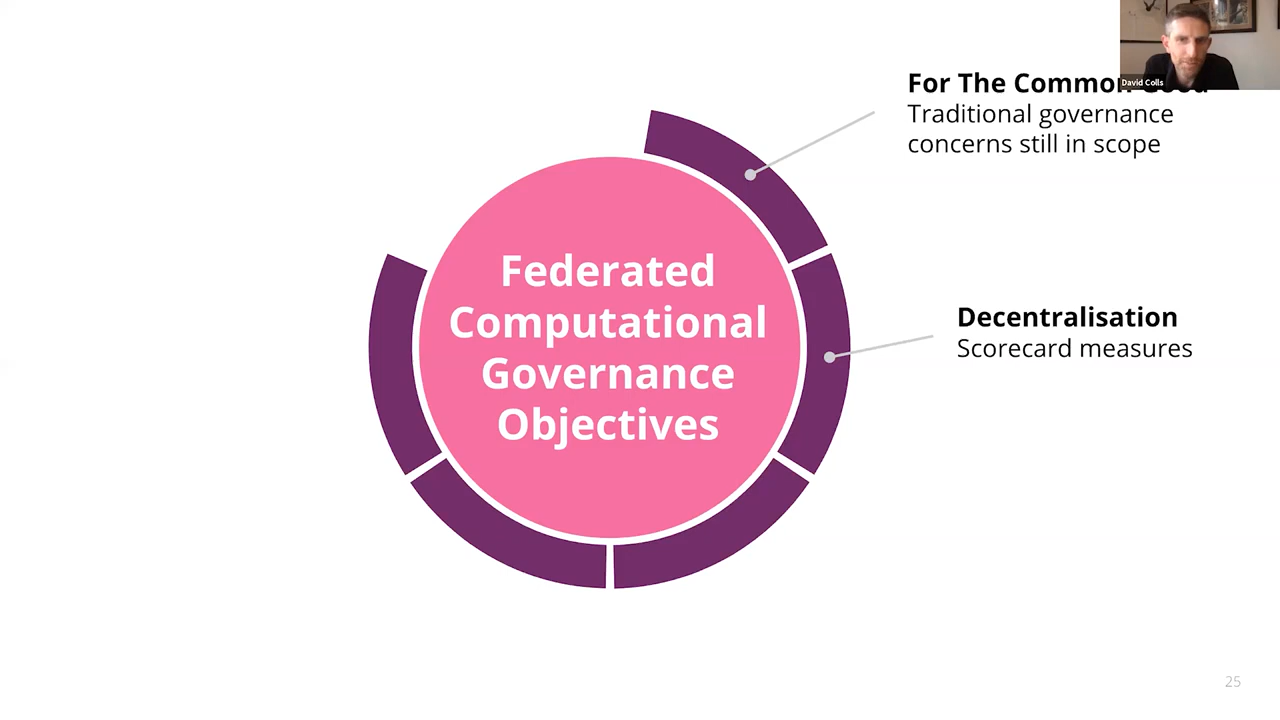 David Colls
For The Common
Traditional governance
concerns still in scope
Federated
Computational
Governance
Objectives
Decentralisation
Scorecard measures
25